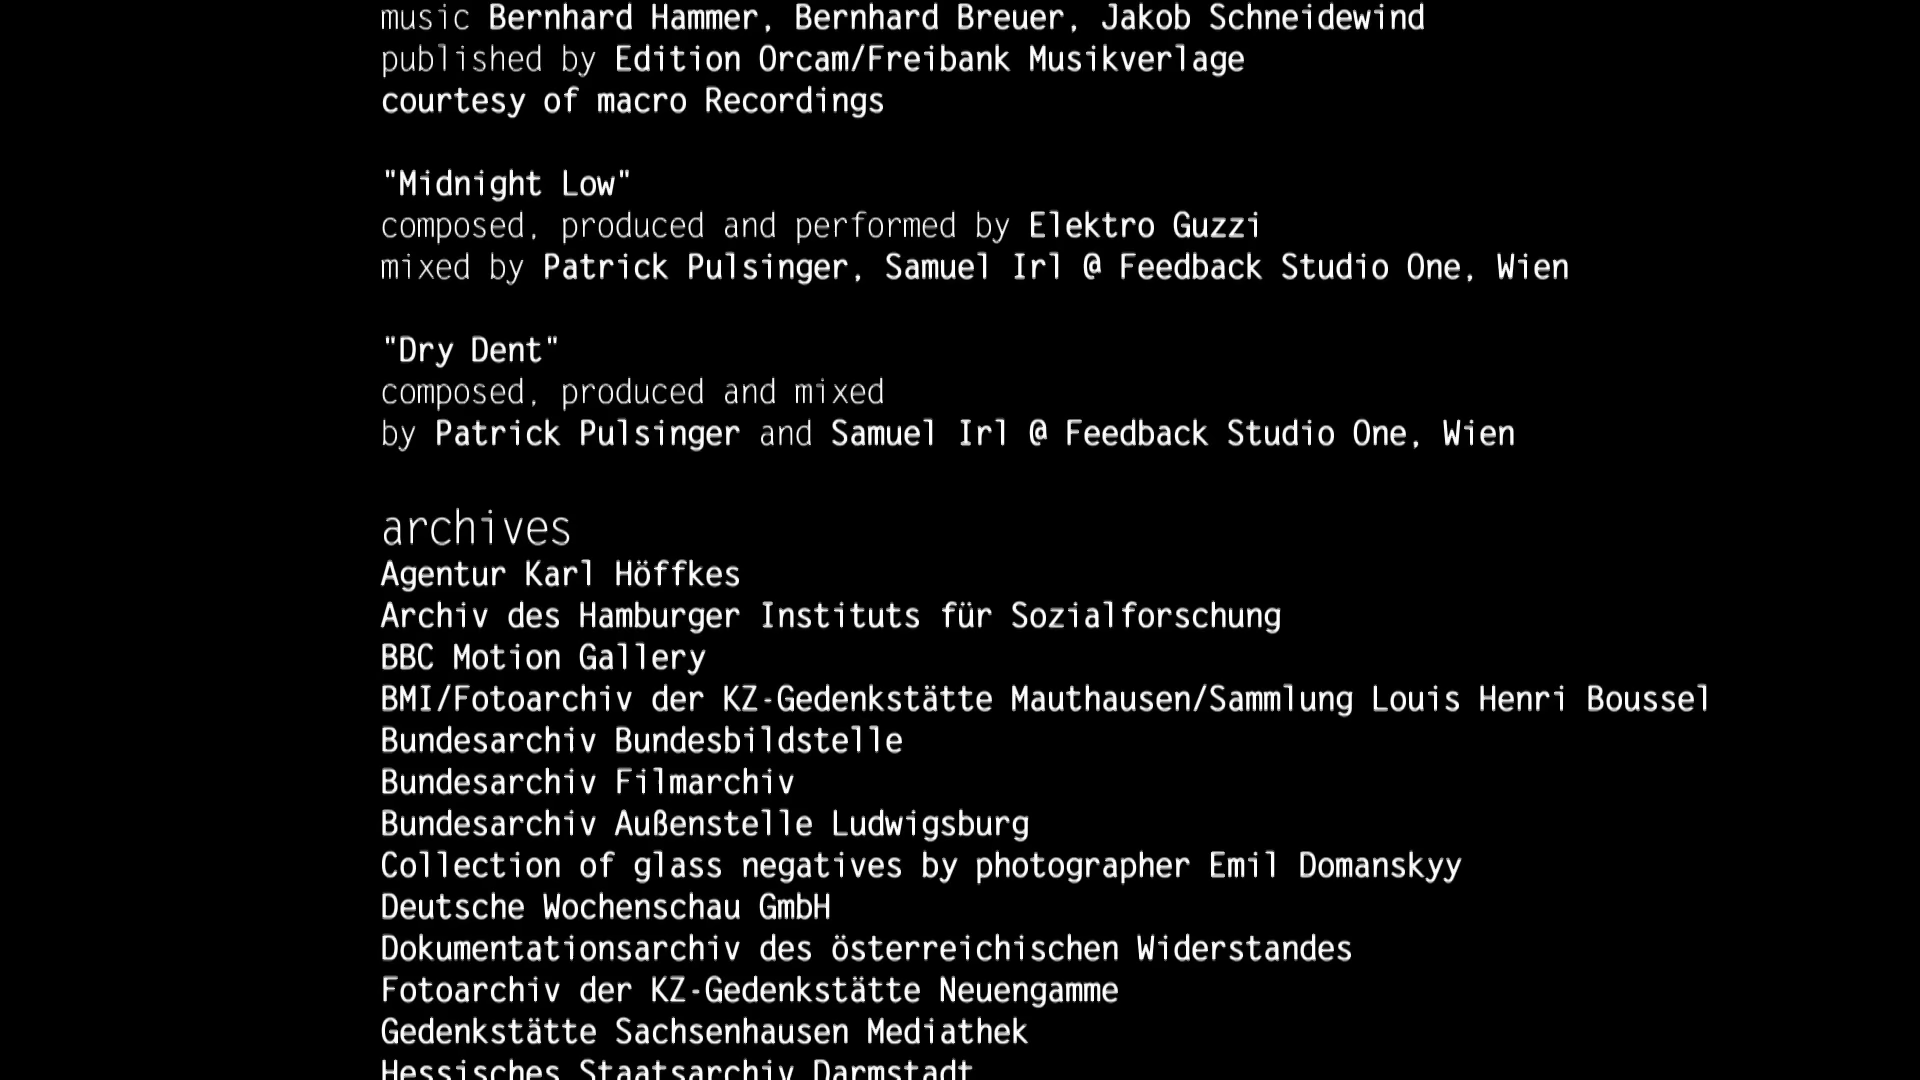 music Bernhard Hammer, Bernhard Breuer, Jakob Schneidewind
published by Edition Orcam/Freibank Musikverlage
courtesy of macro Recordings
"Midnight Low"
composed, produced and performed by Elektro Guzzi
mixed by Patrick Pulsinger, Samuel Irl @ Feedback Studio One, Wien
"Dry Dent"
composed, produced and mixed
by Patrick Pulsinger and Samuel Irl @ Feedback Studio One, Wien
archives
Agentur Karl Höffkes
Archiv des Hamburger Instituts für Sozialforschung
BBC Motion Gallery
BMI/Fotoarchiv der KZ-Gedenkstätte Mauthausen/Sammlung Louis Henri Boussel
Bundesarchiv Bundesbildstelle
Bundesarchiv Filmarchiv
Bundesarchiv Außenstelle Ludwigsburg
Collection of glass negatives by photographer Emil Domanskyy
Deutsche Wochenschau GmbH
Dokumentationsarchiv des österreichischen Widerstandes
Fotoarchiv der KZ-Gedenkstätte Neuengamme
Gedenkstätte Sachsenhausen Mediathek
Hessisches Staatsarchiv Darmstadt